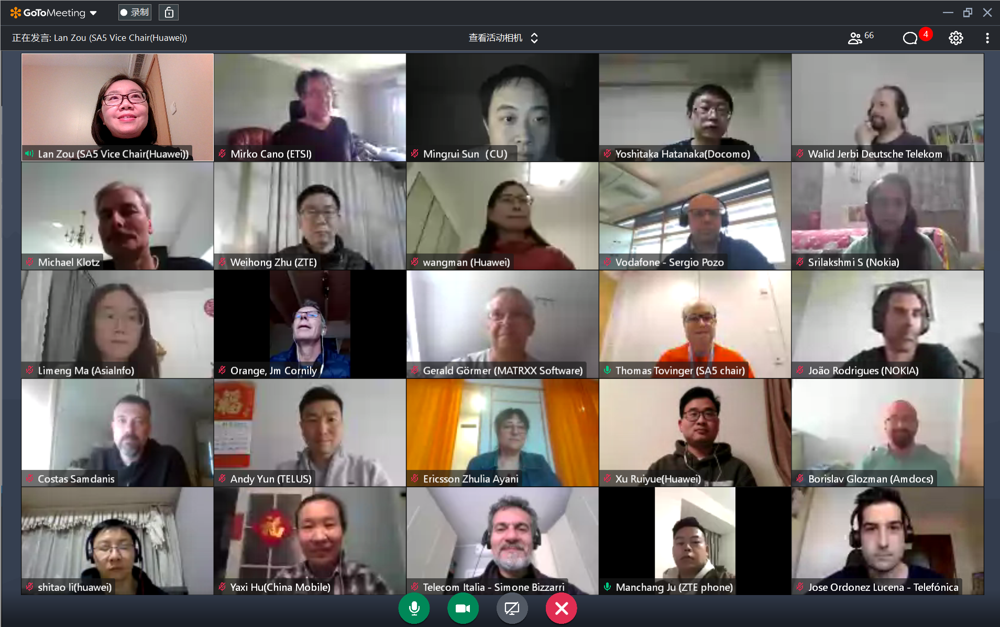 GoToMeeting
录制
正在发言: Lan Zou (SA5 Vice Chair(Huawei))
查看活动相机
66
4
Lan Zou (SA5 Vice Chair(Huawei))
Mirko Cano (ETSI)
Mingrui Sun（CU）
Yoshitaka Hatanaka(Docomo)
Walid Jerbi Deutsche Telekom
Michael Klotz
Weihong Zhu (ZTE)
wangman (Huawei)
Vodafone - Sergio Pozo
Srilakshmi S (Nokia)
Limeng Ma (AsiaInfo)
Orange, Jm Cornily
Gerald Görmer (MATRXX Software)
Thomas Tovinger (SA5 chair)
João Rodrigues (NOKIA)
Costas Samdanis
Andy Yun (TELUS)
Ericsson Zhulia Ayani
Xu Ruiyue(Huawei)
Borislav Glozman (Amdocs)
福
shitao li(huawei)
Yaxi Hu(China Mobile)
Telecom Italia - Simone Bizzarri
Manchang Ju (ZTE phone)
Jose Ordonez Lucena - Telefónica